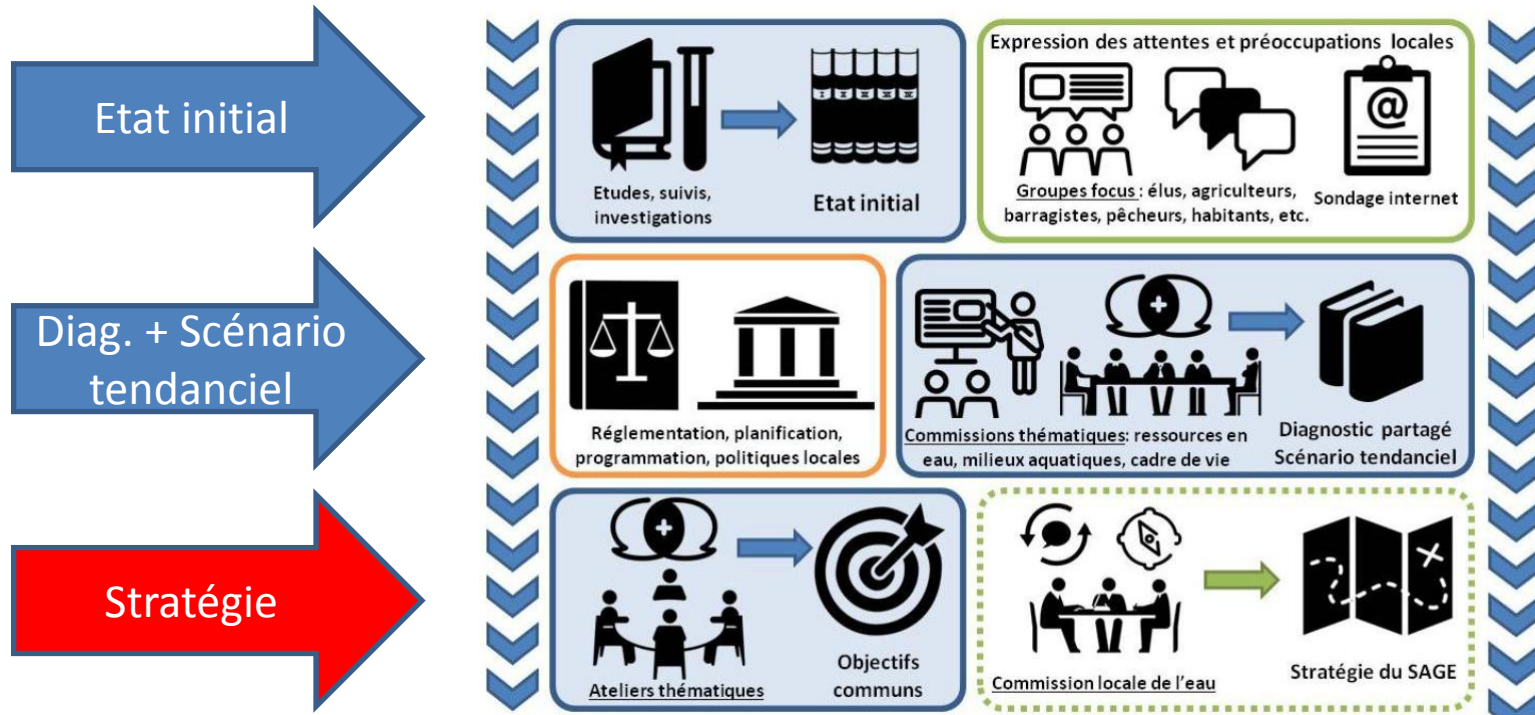 Etat initial
Expression des attentes et préoccupations locales
@
Etudes, suivis,
investigations
Etat initial
Groupes focus : élus, agriculteurs,
barragistes, pêcheurs, habitants, etc.
Sondage internet
Diag. + Scénario
tendanciel
Réglementation, planification,
programmation, politiques locales
Commissions thématiques: ressources en
eau, milieux aquatiques, cadre de vie
Diagnostic partagé
Scénario tendanciel
Stratégie
Ateliers thématiques
Objectifs
communs
Commission locale de l'eau
Stratégie du SAGE